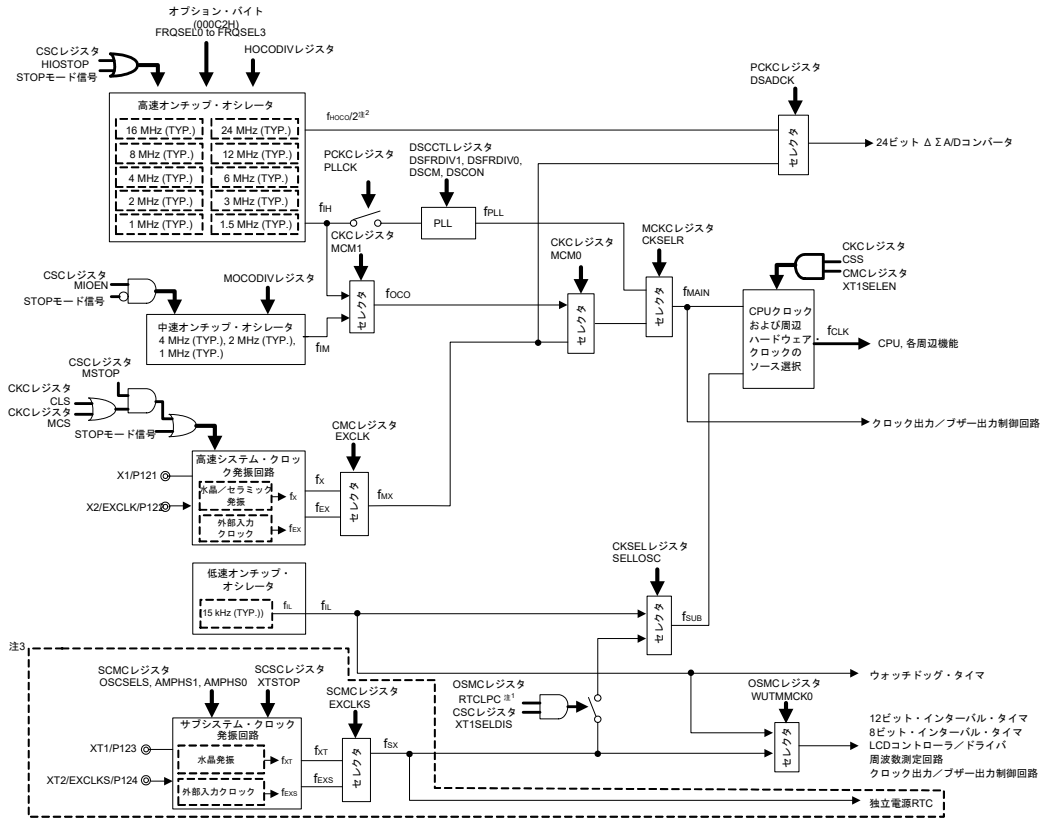 オプション・バイト
(000C2H)
FRQSEL0 to FRQSEL3
CSCレジスタ
HIOSTOP
STOPモード信号
HOCODIVレジスタ
高速オンチップ・オシレータ
16 MHz (TYP.)
24 MHz (TYP.)
8 MHz (TYP.)
12 MHz (TYP.)
4 MHz (TYP.)
6 MHz (TYP.)
2 MHz (TYP.)
3 MHz (TYP.)
1 MHz (TYP.)
1.5 MHz (TYP.)
fHOCO/2注2
PCKCレジスタ
DSADCK
セレクタ
24ビット ΔΣ A/Dコンバータ
fIH
PCKCレジスタ
PLLCK
DSCCTLレジスタ
DSFRDIV1, DSFRDIV0,
DSCM, DSCON
PLL
fPLL
CKCレジスタ
MCM1
セレクタ
fOCO
CKCレジスタ
MCM0
セレクタ
MCKCレジスタ
CKSELR
セレクタ
fMAIN
CKCレジスタ
CSS
CMCレジスタ
XT1SELEN
CPUクロック
および周辺
ハードウェア・
クロックの
ソース選択
fCLK
CPU, 各周辺機能
クロック出力／ブザー出力制御回路
CSCレジスタ
MIOEN
STOPモード信号
MOCODIVレジスタ
中速オンチップ・オシレータ
4 MHz (TYP.), 2 MHz (TYP.),
1 MHz (TYP.)
fIM
CSCレジスタ
MSTOP
CKCレジスタ
CLS
CKCレジスタ
MCS
STOPモード信号
高速システム・クロッ
ク発振回路
X1/P121
X2/EXCLK/P122
水晶／セラミック
発振
fX
外部入力
クロック
fEX
fX
fEX
CMCレジスタ
EXCLK
セレクタ
fMX
低速オンチップ・
オシレータ
15 kHz (TYP.))
fIL
fIL
CKSELレジスタ
SELLOSC
セレクタ
fSUB
ウォッチドッグ・タイマ
注3
SCMCレジスタ
OSCSELS, AMPHS1, AMPHS0
SCSCレジスタ
XTSTOP
サブシステム・クロック
発振回路
XT1/P123
XT2/EXCLKS/P124
水晶発振
fXT
外部入力クロック
fEXS
fXT
fEXS
SCMCレジスタ
EXCLKS
セレクタ
fSX
OSMCレジスタ
RTCLPC 注1
CSCレジスタ
XT1SELDIS
OSMCレジスタ
WUTMMCK0
セレクタ
12ビット・インターバル・タイマ
8ビット・インターバル・タイマ
LCDコントローラ／ドライバ
周波数測定回路
クロック出力／ブザー出力制御回路
独立電源RTC